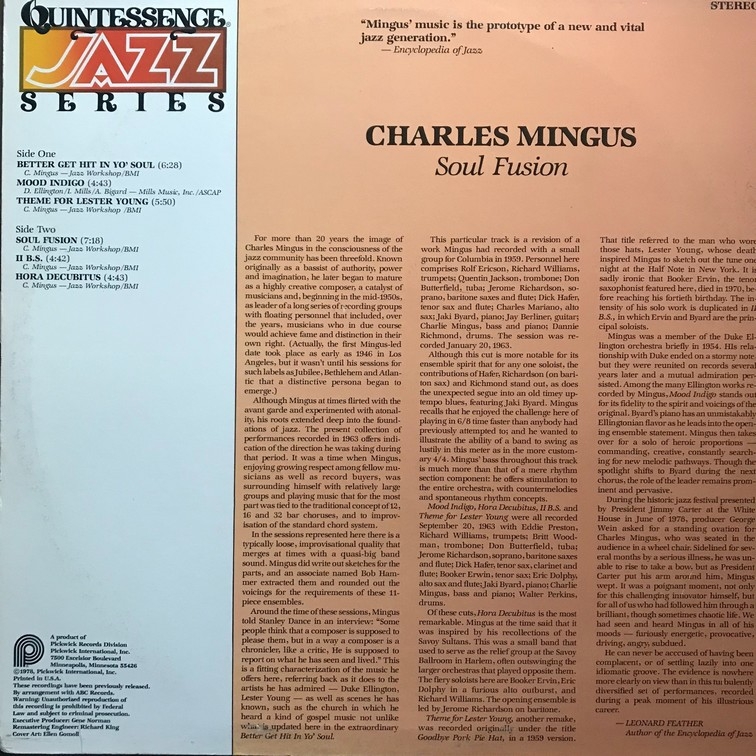 QUINTESSENCE®
JAZZ
SERIES
Side One
BETTER GET HIT IN YO' SOUL (6:28)
C. Mingus — Jazz Workshop/BMI
MOOD INDIGO (4:43)
D. Ellington/I. Mills/A. Bigard — Mills Music, Inc./ASCAP
THEME FOR LESTER YOUNG (5:50)
C. Mingus — Jazz Workshop/BMI
Side Two
SOUL FUSION (7:18)
C. Mingus — Jazz Workshop/BMI
II B.S. (4:42)
C. Mingus — Jazz Workshop/BMI
HORA DECUBITUS (4:43)
C. Mingus — Jazz Workshop/BMI
A product of
Pickwick Records Division
Pickwick International, Inc.
7500 Excelsior Boulevard
Minneapolis, Minnesota 55426
©1978, Pickwick International, Inc.
Printed in U.S.A.
These recordings have been previously released.
By arrangement with ABC Records.
Warning: Unauthorized reproduction of
this recording is prohibited by Federal
Law and subject to criminal prosecution.
Executive Producer: Gene Norman
Remastering Engineer: Richard King
Cover Art: Ellen Gomoll
STEREO
“Mingus’ music is the prototype of a new and vital
jazz generation.”
— Encyclopedia of Jazz
CHARLES MINGUS
Soul Fusion
For more than 20 years the image of
Charles Mingus in the consciousness of the
jazz community has been threefold. Known
originally as a bassist of authority, power
and imagination, he later began to mature
as a highly creative composer, a catalyst of
musicians and, beginning in the mid-1950s,
as leader of a long series of recording groups
with floating personnel that included, over
the years, musicians who in due course
would achieve fame and distinction in their
own right. (Actually, the first Mingus-led
date took place as early as 1946 in Los
Angeles, but it wasn't until his sessions for
such labels as Jubilee, Bethlehem and Atlan-
tic that a distinctive persona began to
emerge.)
Although Mingus at times flirted with the
avant garde and experimented with atonal-
ity, his roots extended deep into the found-
ations of jazz. The present collection of
performances recorded in 1963 offers indi-
cation of the direction he was taking during
that period. It was a time when Mingus,
enjoying growing respect among fellow mu-
sicians as well as record buyers, was
surrounding himself with relatively large
groups and playing music that for the most
part was tied to the traditional concept of 12,
16 and 32 bar choruses, and to improv-
isation of the standard chord system.
In the sessions represented here there is a
typically loose, improvisational quality that
merges at times with a quasi-big band
sound. Mingus did write out sketches for the
parts, and an associate named Bob Ham-
mer extracted them and rounded out the
voicings for the requirements of these 11-
piece ensembles.
Around the time of these sessions, Mingus
told Stanley Dance in an interview: "Some
people think that a composer is supposed to
please them, but in a way a composer is a
chronicler, like a critic, He is supposed to
report on what he has seen and lived." This
is a fitting characterization of the music he
offers here, referring back as it does to the
artists he has admired — Duke Ellington,
Lester Young — as well as scenes he has
known, such as the church in which he
heard a kind of gospel music not unlike
what is updated here in the extraordinary
Better Get Hit In Yo' Soul.
This particular track is a revision of a
work Mingus had recorded with a small
group for Columbia in 1959. Personnel here
comprises Rolf Ericson, Richard Williams,
trumpets; Quentin Jackson, trombone; Don
Butterfield, tuba; Jerome Richardson, so-
prano, baritone saxes and flute; Dick Hafer,
tenor sax and flute; Charles Mariano, alto
sax; Jaki Byard, piano; Jay Berliner, guitar;
Charlie Mingus, bass and piano; Dannie
Richmond, drums. The session was re-
corded January 20, 1963.
Although this cut is more notable for its
ensemble spirit that for any one soloist, the
contributions of Hafer, Richardson (on bari-
ton sax) and Richmond stand out, as does
the unexpected segue into an old timey up-
tempo blues, featuring Jaki Byard. Mingus
recalls that he enjoyed the challenge here of
playing in 6/8 time faster than anybody had
previously attempted to; and he wanted to
illustrate the ability of a band to swing as
lustily in this meter as in the more custom-
ary 4/4. Mingus' bass throughout this track
is much more than that of a mere rhythm
section component: he offers stimulation to
the entire orchestra, with countermelodies
and spontaneous rhythm concepts.
Mood Indigo, Hora Decubitus, II B.S. and
Theme for Lester Young were all recorded
September 20, 1963 with Eddie Preston,
Richard Williams, trumpets; Britt Wood-
man, trombone; Don Butterfield, tuba;
Jerome Richardson, soprano, baritone saxes
and flute; Dick Hafer, tenor sax, clarinet and
flute; Booker Erwin, tenor sax; Eric Dolphy,
alto sax and flute; Jaki Byard, piano; Charlie
Mingus, bass and piano; Walter Perkins,
drums.
Of these cuts, Hora Decubitus is the most
remarkable. Mingus at the time said that it
was inspired by his recollections of the
Savoy Sultans. This was a small band that
used to serve as the relief group at the Savoy
Ballroom in Harlem, often outswinging the
larger orchestras that played opposite them.
The fiery soloists here are Booker Ervin, Eric
Dolphy in a furious alto outburst, and
Richard Williams. The opening ensemble is
led by Jerome Richardson on baritone.
Theme for Lester Young, another remake,
was recorded originally under the title
Goodbye Pork Pie Hat, in a 1959 version.
That title referred to the man who wore
those hats, Lester Young, whose death
inspired Mingus to sketch out the tune one
night at the Half Note in New York. It is
sadly ironic that Booker Ervin, the tenor
saxophonist featured here, died in 1970, be-
fore reaching his fortieth birthday. The in-
tensity of his solo work is duplicated in II
B.S., in which Ervin and Byard are the prin-
cipal soloists.
Mingus was a member of the Duke El-
lington orchestra briefly in 1954. His rela-
tionship with Duke ended on a stormy note,
but they were reunited on records several
years later and a mutual admiration per-
sisted. Among the many Ellington works re-
corded by Mingus, Mood Indigo stands out
for its fidelity to the spirit and voicings of the
original. Byard's piano has an unmistakably
Ellingtonian flavor as he leads into the open-
ing ensemble statement. Mingus then takes
over for a solo of heroic proportions —
commanding, creative, constantly search-
ing for new melodic pathways. Though the
spotlight shifts to Byard during the next
chorus, the role of the leader remains prom-
inent and pervasive.
During the historic jazz festival presented
by President Jimmy Carter at the White
House in June of 1978, producer George
Wein asked for a standing ovation for
Charles Mingus, who was seated in the
audience in a wheel chair. Sidelined for sev-
eral months by a serious illness, he was un-
able to rise to take a bow, but as President
Carter put his arm around him, Mingus
wept. It was a poignant moment, not only
for this challenging innovator himself, but
for all of us who had followed him through a
brilliant, though sometimes chaotic life. We
had seen and heard Mingus in all of his
moods — furiously energetic, provocative,
driving, angry, subdued.
He can never be accused of having been
complacent, or of settling lazily into one
idiomatic groove. The evidence is nowhere
more clearly on view than in this tumultuously
diversified set of performances, recorded
during a peak moment of his illustrious
career.
— LEONARD FEATHER
Author of the Encyclopedia of Jazz